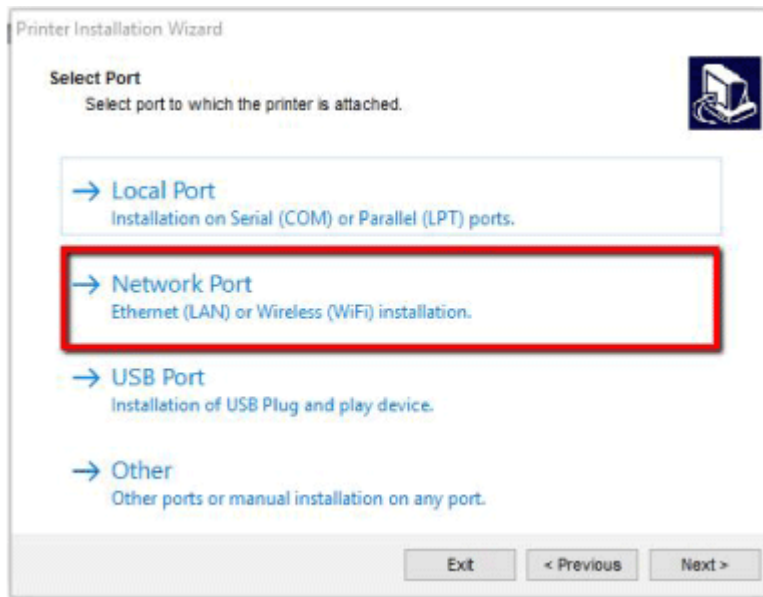 Printer Installation Wizard
Select Port
Select port to which the printer is attached.
Local Port
Installation on Serial (COM) or Parallel (LPT) ports.
Network Port
Ethernet (LAN) or Wireless (WiFi) installation.
USB Port
Installation of USB Plug and play device.
Other
Other ports or manual installation on any port.
Exit < Previous Next >